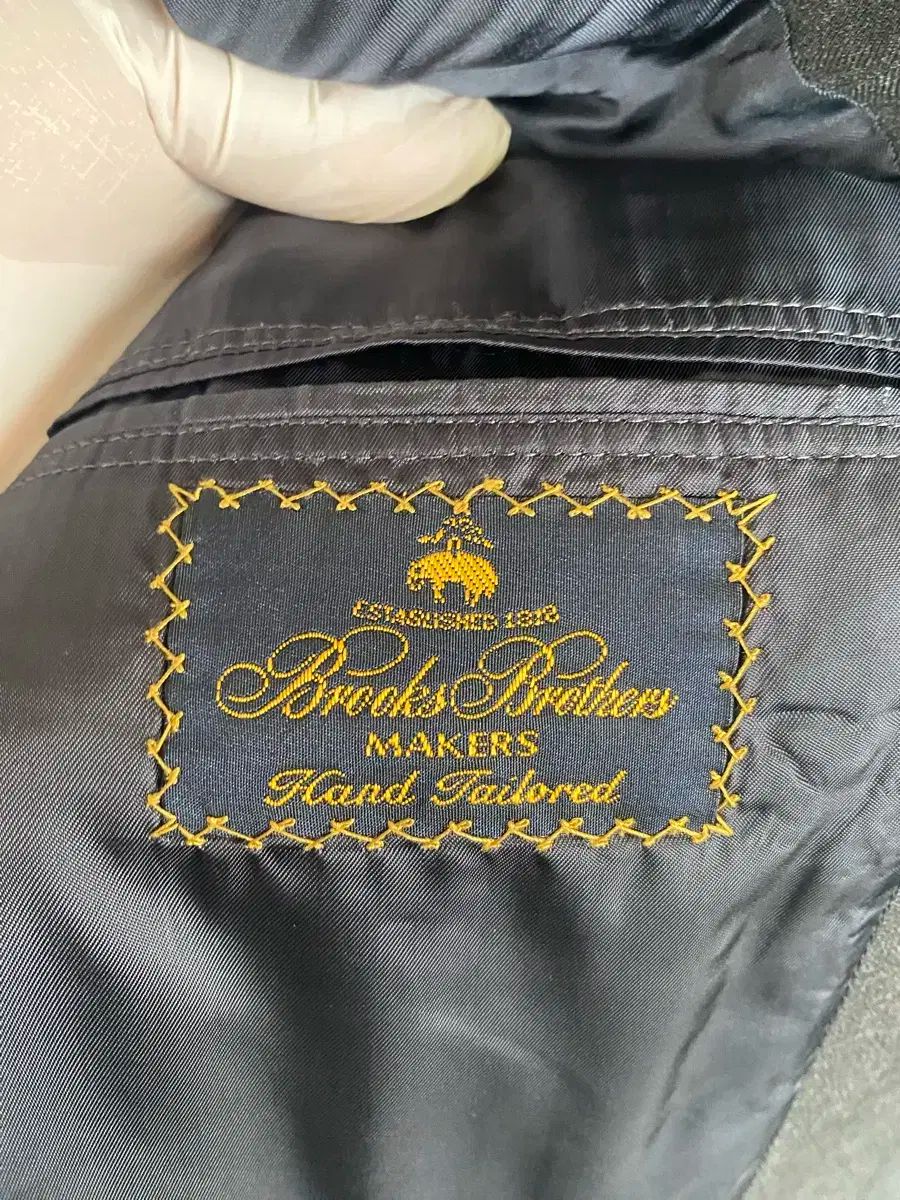 ESTABLISHED 1818
Brooks Brothers
MAKERS
Hand Tailored